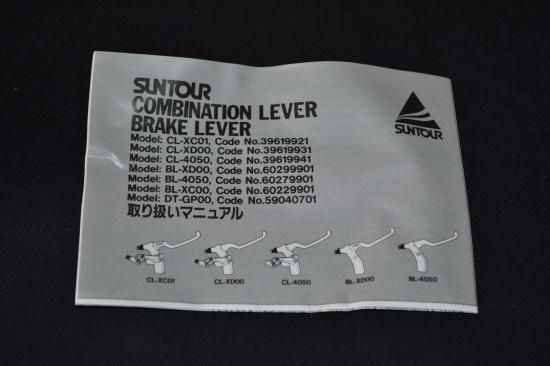 SUNTOUR
COMBINATION LEVER
BRAKE LEVER
Model: CL-XC01, Code No.39619921
Model: CL-XD00, Code No.39619931
Model: CL-4050, Code No.39619941
Model: BL-XD00, Code No.60299901
Model: BL-4050, Code No.60279901
Model: BL-XC00, Code No.60229901
Model: DT-GP00, Code No.59040701
取り扱いマニュアル
SUNTOUR
CL-XC01 CL-XD00 CL-4050 BL-XD00 BL-4050